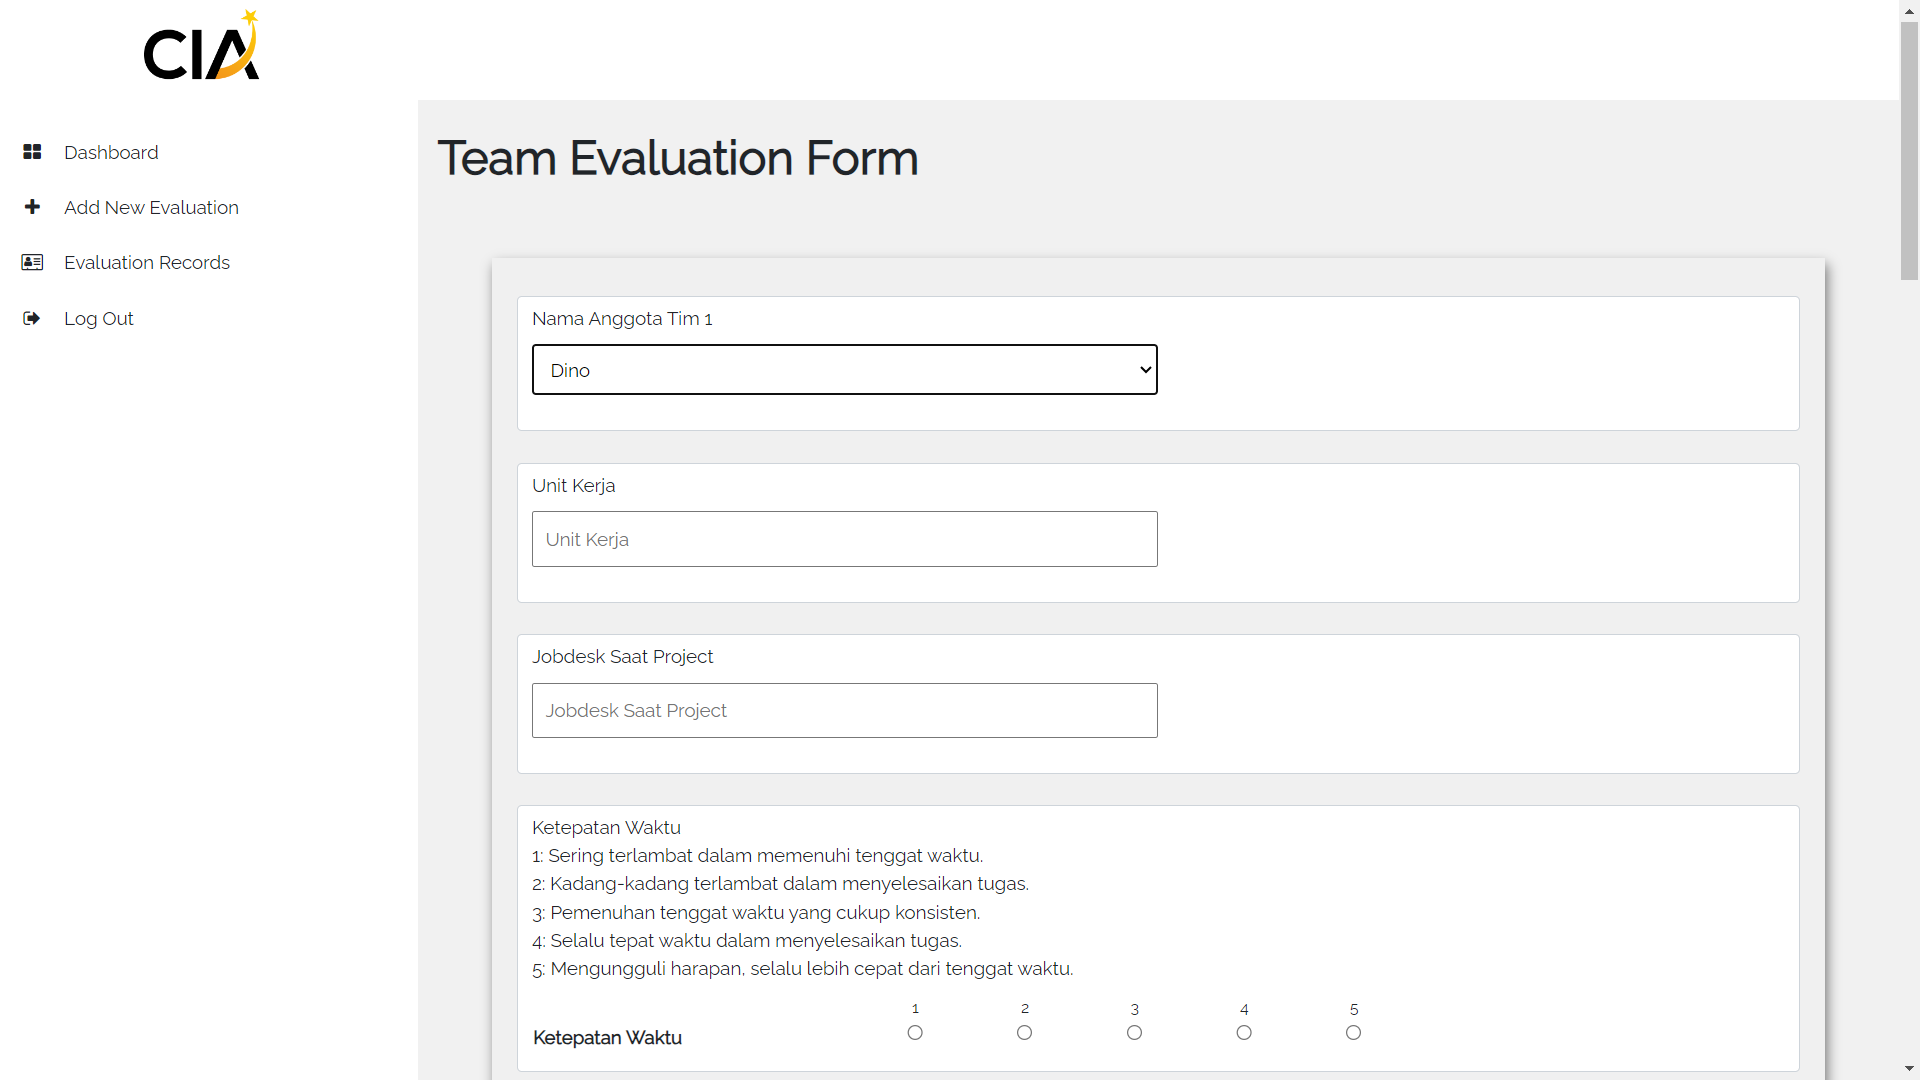 CIA
Dashboard
Add New Evaluation
Evaluation Records
Log Out
Team Evaluation Form
Nama Anggota Tim 1
Dino
Unit Kerja
Unit Kerja
Jobdesk Saat Project
Jobdesk Saat Project
Ketepatan Waktu
1: Sering terlambat dalam memenuhi tenggat waktu.
2: Kadang-kadang terlambat dalam menyelesaikan tugas.
3: Pemenuhan tenggat waktu yang cukup konsisten.
4: Selalu tepat waktu dalam menyelesaikan tugas.
5: Mengungguli harapan, selalu lebih cepat dari tenggat waktu.
1 2 3 4 5
Ketepatan Waktu